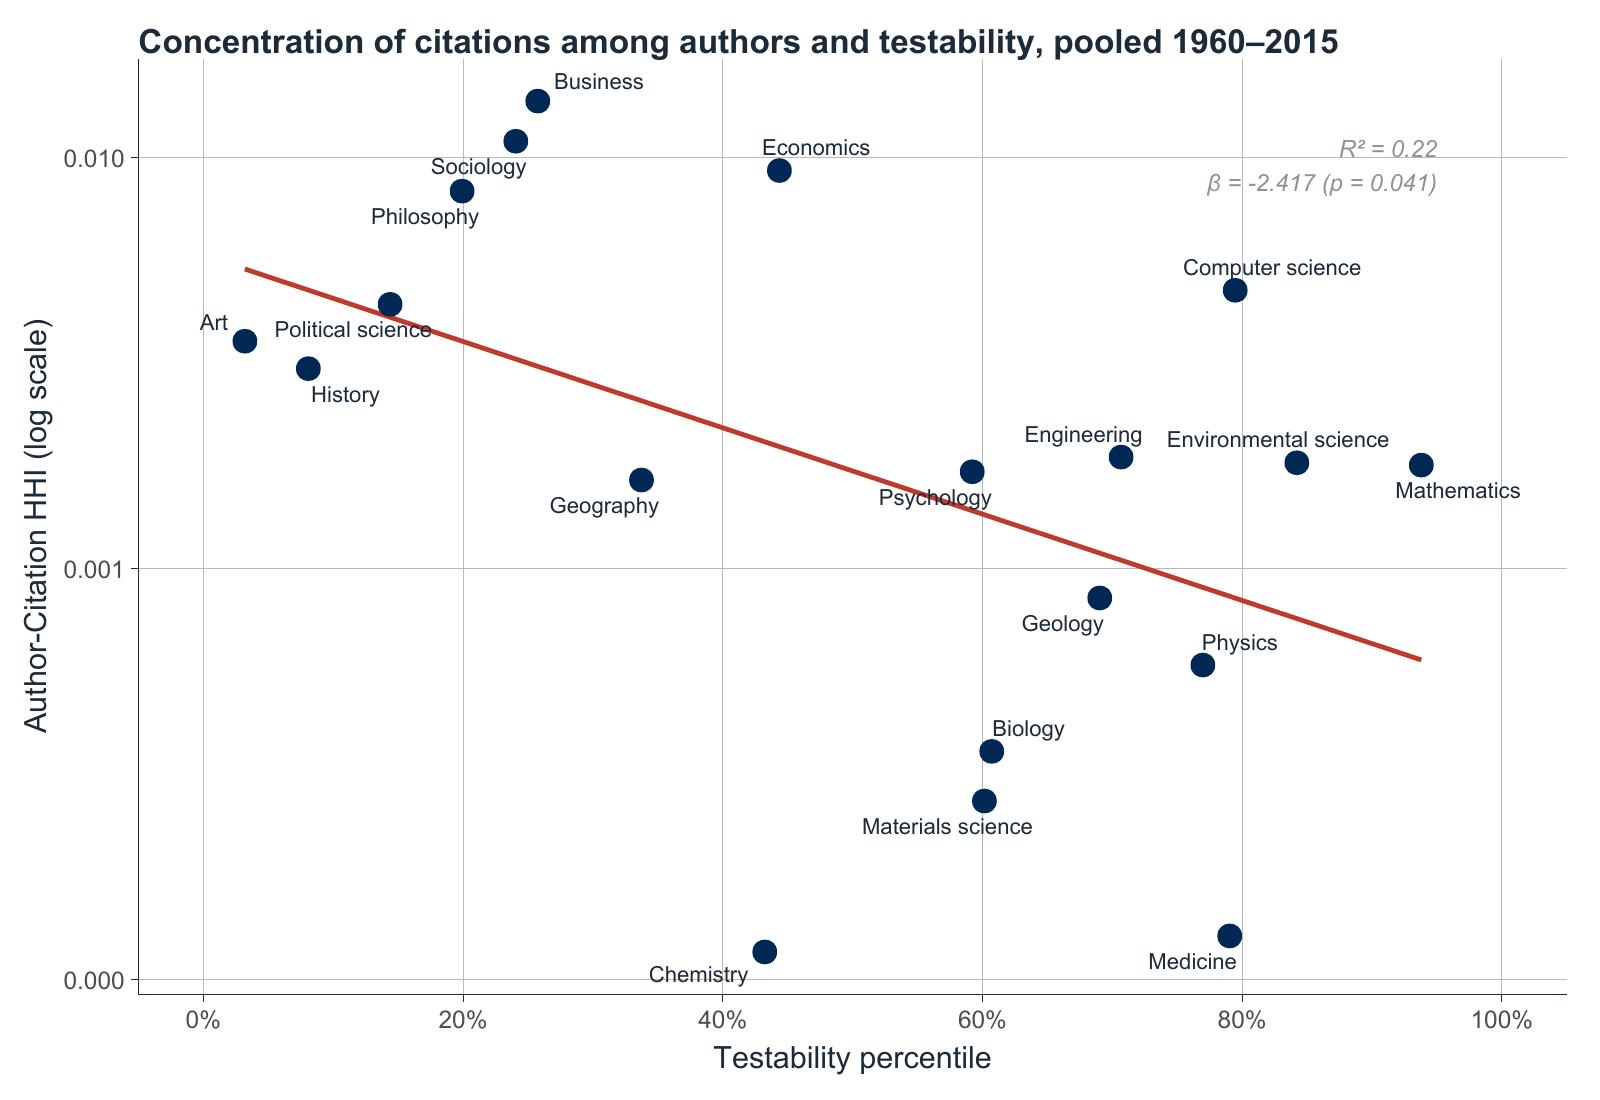 Concentration of citations among authors and testability, pooled 1960–2015
Business
0.010
Economics
R² = 0.22
Sociology
β = -2.417 (p = 0.041)
Philosophy
Computer science
Art
Political science
History
Engineering
Environmental science
Psychology
Mathematics
Geography
0.001
Geology
Physics
Biology
Materials science
Medicine
Chemistry
0.000
0%
20%
40%
60%
80%
100%
Testability percentile
Author-Citation HHI (log scale)